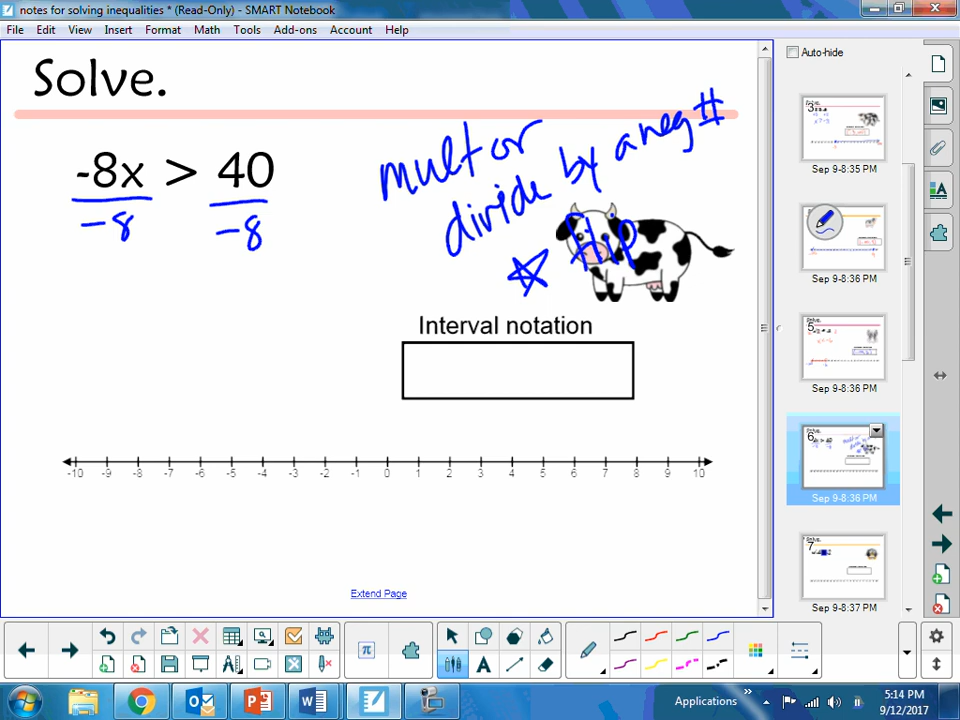 notes for solving inequalities * (Read-Only) - SMART Notebook
File Edit View Insert Format Math Tools Add-ons Account Help
Auto-hide
Solve.
-8x > 40
-8 -8
mult or
divide by a neg #
flip
Interval notation
-10 -9 -8 -7 -6 -5 -4 -3 -2 -1 0 1 2 3 4 5 6 7 8 9 10
Extend Page
3
Sep 9-8:35 PM
Sep 9-8:36 PM
5
Sep 9-8:36 PM
6
Sep 9-8:36 PM
7
Sep 9-8:37 PM
π
A
Applications
5:14 PM
9/12/2017